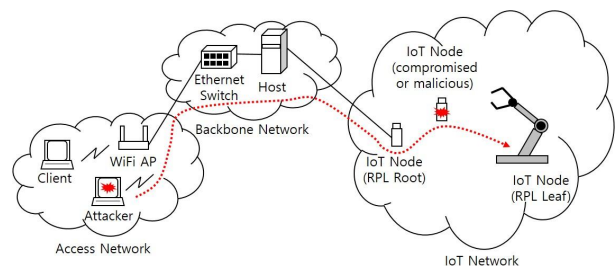 IoT Node
(compromised
or malicious)
Ethernet
Switch
Host
Backbone Network
WiFi AP
Client
Attacker
Access Network
IoT Node
(RPL Root)
IoT Node
(RPL Leaf)
IoT Network